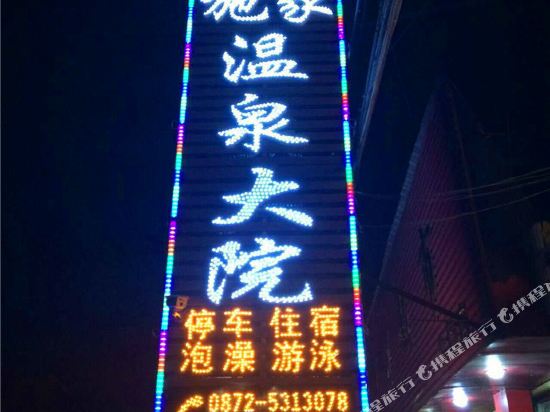 施家
温泉大院
停车 住宿
泡澡 游泳
0872-5313078
@携程旅行